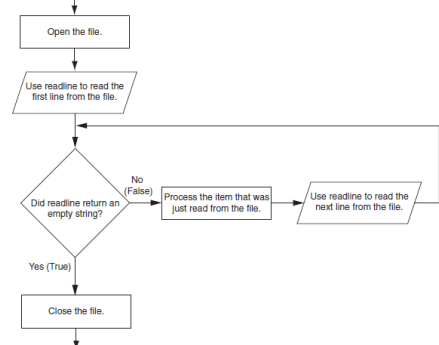 Open the file.
Use readline to read the
first line from the file.
No
(False)
Did readline return an
empty string?
Process the item that was
just read from the file.
Use readline to read the
next line from the file.
Yes (True)
Close the file.